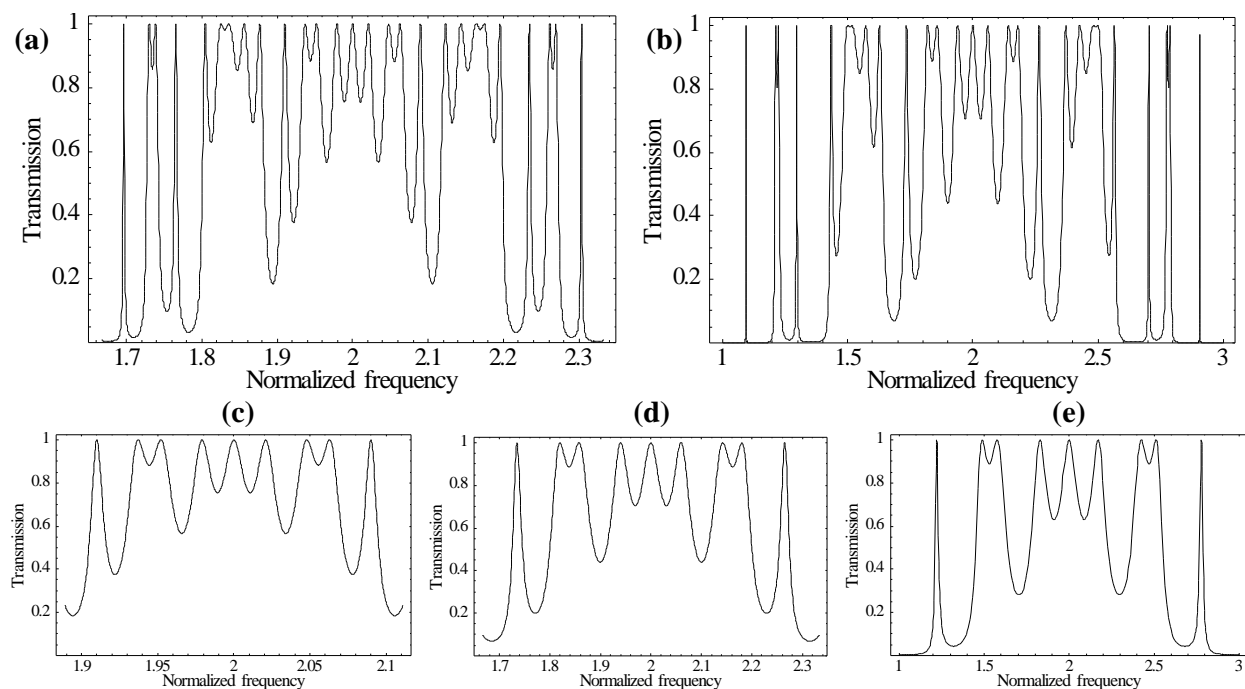 (a)
1
0.8
0.6
0.4
0.2
Transmission
1.7 1.8 1.9 2 2.1 2.2 2.3
Normalized frequency
(b)
1
0.8
0.6
0.4
0.2
Transmission
1 1.5 2 2.5 3
Normalized frequency
(c)
1
0.8
0.6
0.4
0.2
Transmission
1.9 1.95 2 2.05 2.1
Normalized frequency
(d)
1
0.8
0.6
0.4
0.2
Transmission
1.7 1.8 1.9 2 2.1 2.2 2.3
Normalized frequency
(e)
1
0.8
0.6
0.4
0.2
Transmission
1 1.5 2 2.5 3
Normalized frequency